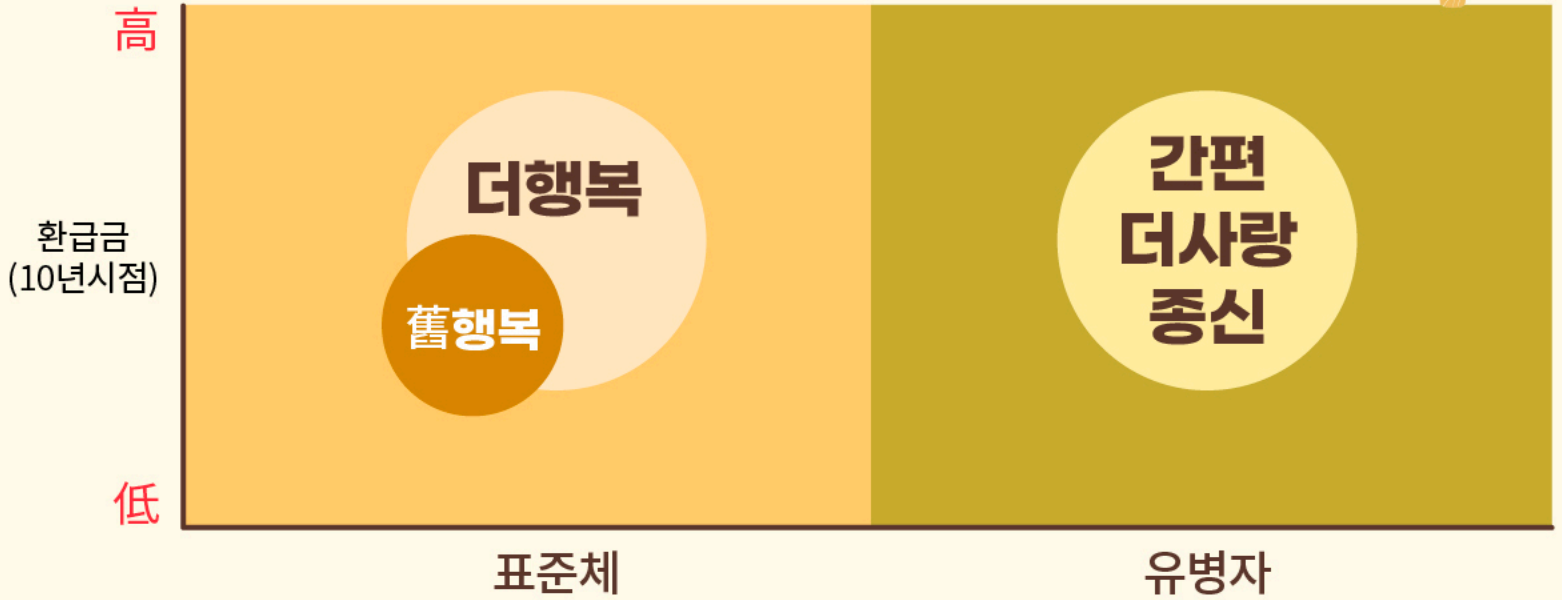 高
환급금
(10년시점)
低
더행복
舊행복
간편
더사랑
종신
표준체
유병자